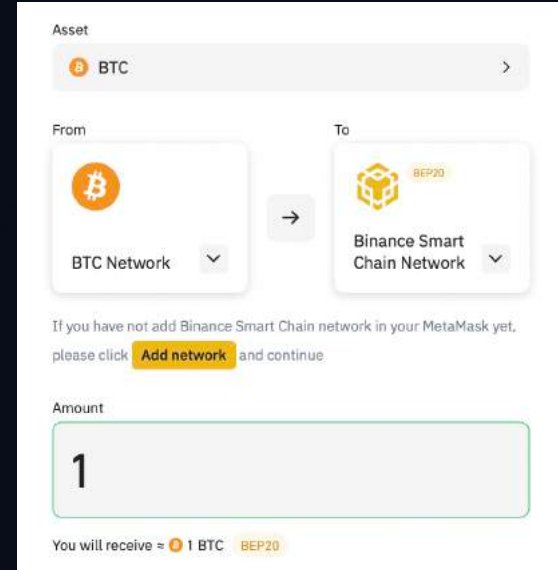 Asset
BTC
From
To
BEP20
BTC Network
Binance Smart
Chain Network
If you have not add Binance Smart Chain network in your MetaMask yet,
please click Add network and continue
Amount
1
You will receive ≈ 1 BTC BEP20